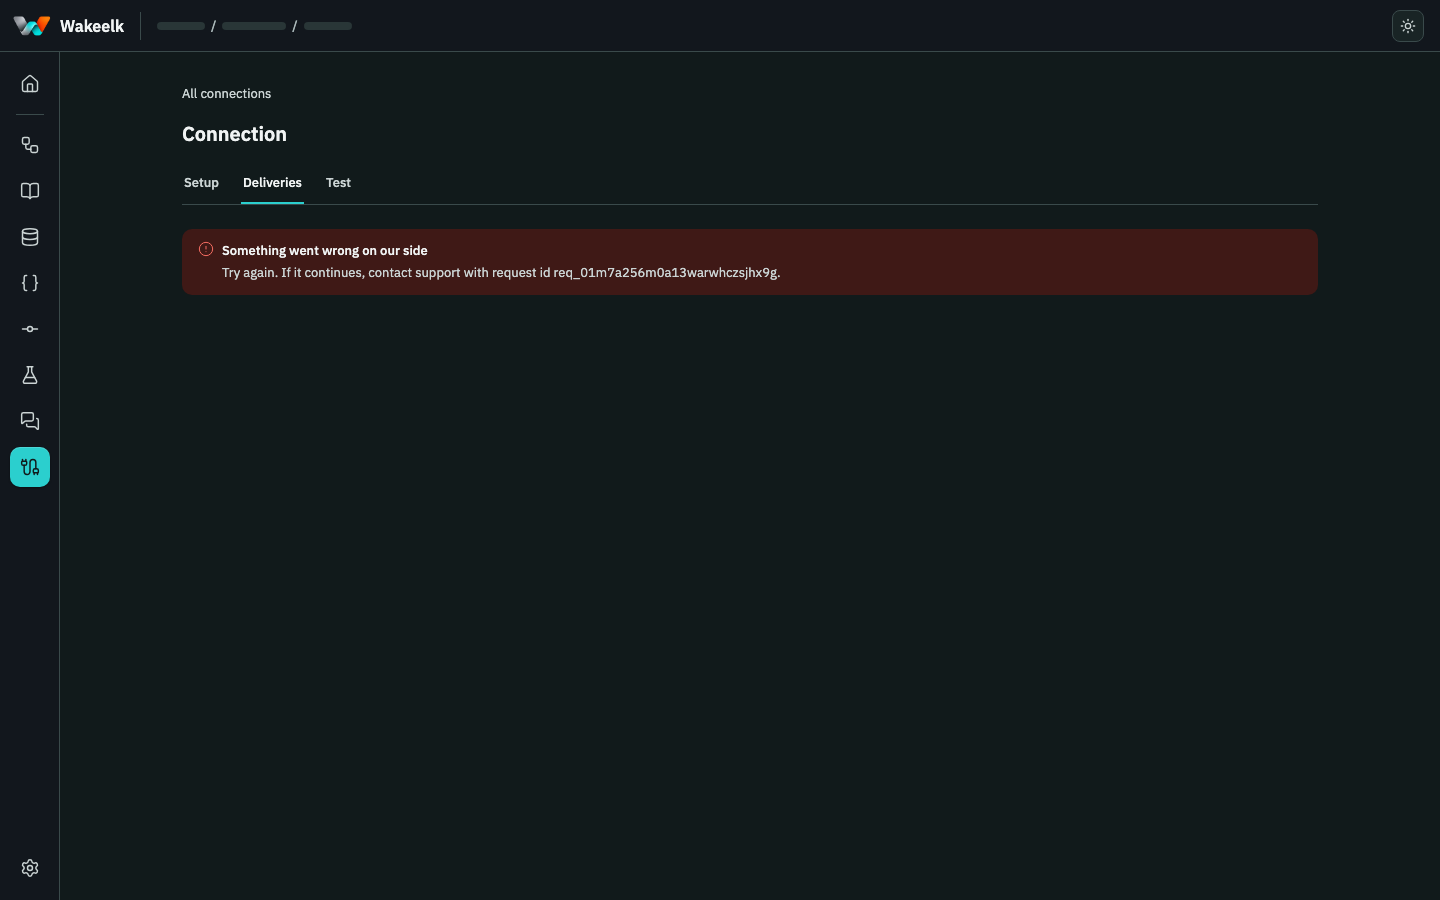 Wakeelk / / /
All connections
Connection
Setup Deliveries Test
Something went wrong on our side
Try again. If it continues, contact support with request id req_01m7a256m0a13warwhczsjhx9g.